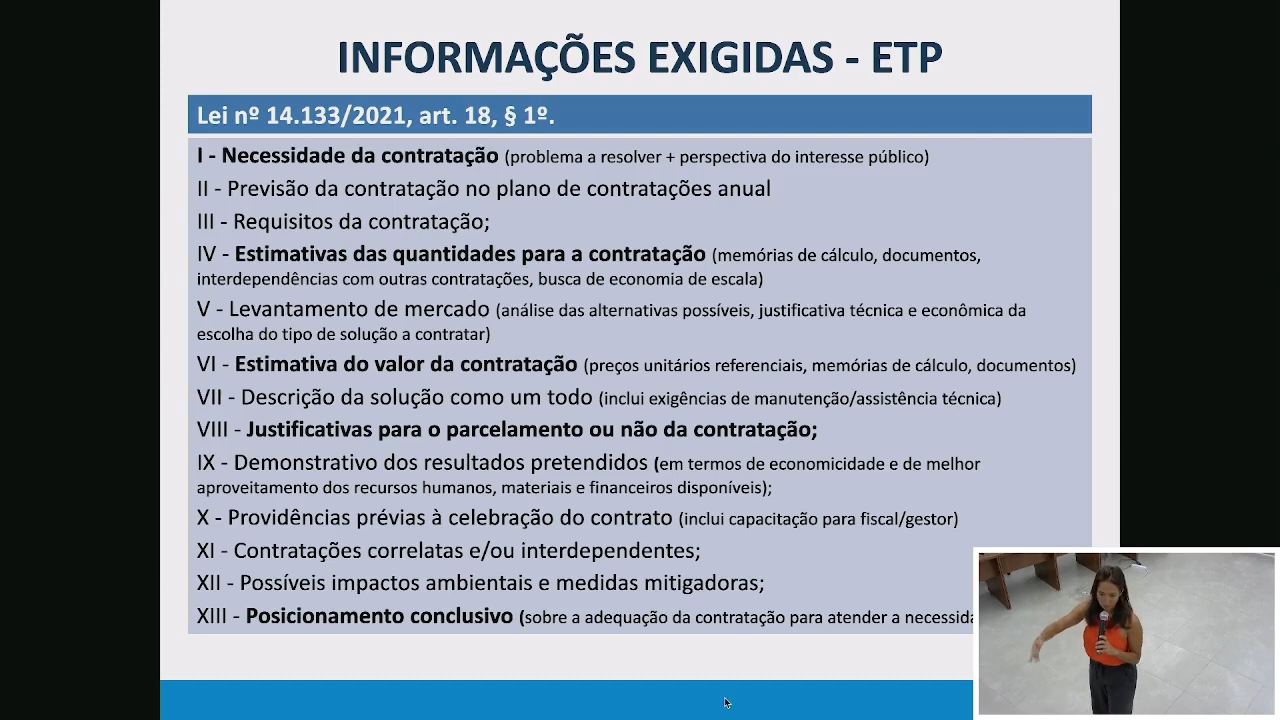 INFORMAÇÕES EXIGIDAS - ETP
Lei nº 14.133/2021, art. 18, § 1º.
I - Necessidade da contratação (problema a resolver + perspectiva do interesse público)
II - Previsão da contratação no plano de contratações anual
III - Requisitos da contratação;
IV - Estimativas das quantidades para a contratação (memórias de cálculo, documentos,
interdependências com outras contratações, busca de economia de escala)
V - Levantamento de mercado (análise das alternativas possíveis, justificativa técnica e econômica da
escolha do tipo de solução a contratar)
VI - Estimativa do valor da contratação (preços unitários referenciais, memórias de cálculo, documentos)
VII - Descrição da solução como um todo (inclui exigências de manutenção/assistência técnica)
VIII - Justificativas para o parcelamento ou não da contratação;
IX - Demonstrativo dos resultados pretendidos (em termos de economicidade e de melhor
aproveitamento dos recursos humanos, materiais e financeiros disponíveis);
X - Providências prévias à celebração do contrato (inclui capacitação para fiscal/gestor)
XI - Contratações correlatas e/ou interdependentes;
XII - Possíveis impactos ambientais e medidas mitigadoras;
XIII - Posicionamento conclusivo (sobre a adequação da contratação para atender a